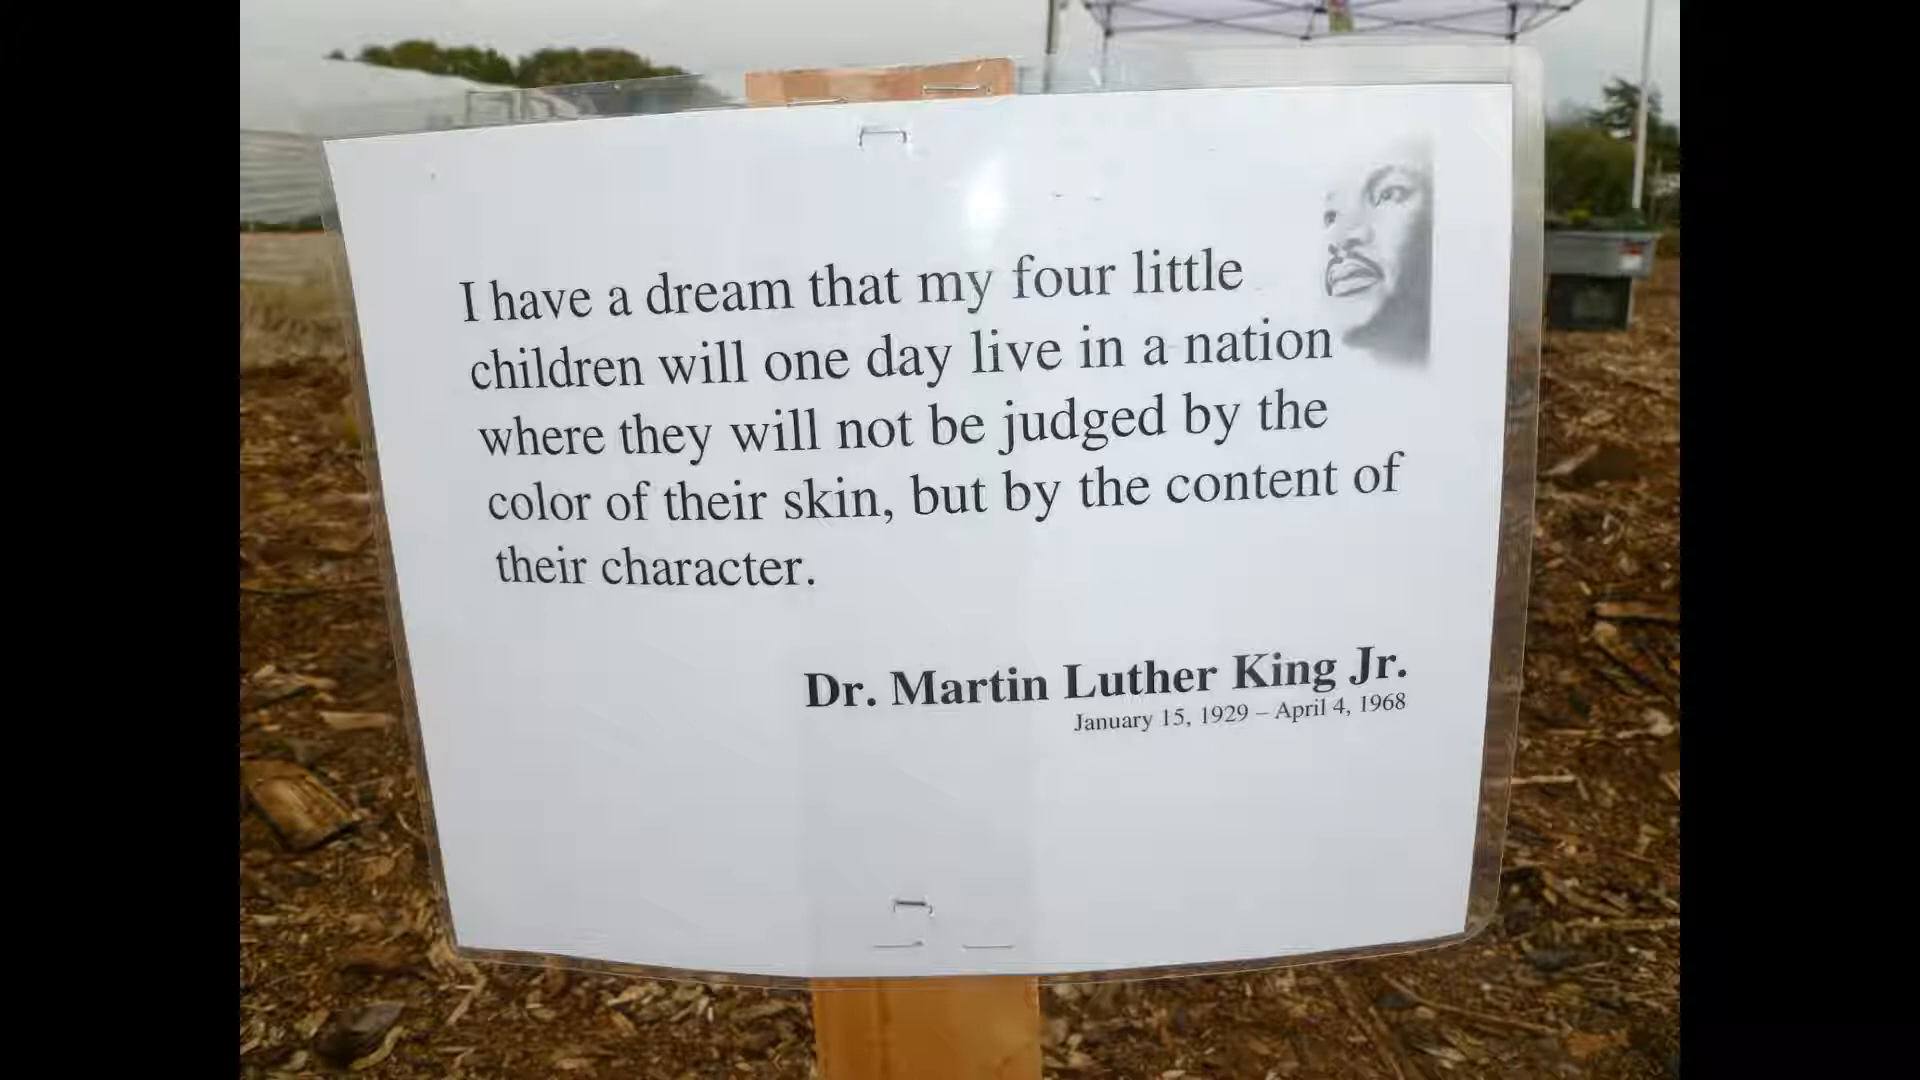 I have a dream that my four little
children will one day live in a nation
where they will not be judged by the
color of their skin, but by the content of
their character.
Dr. Martin Luther King Jr.
January 15, 1929 – April 4, 1968